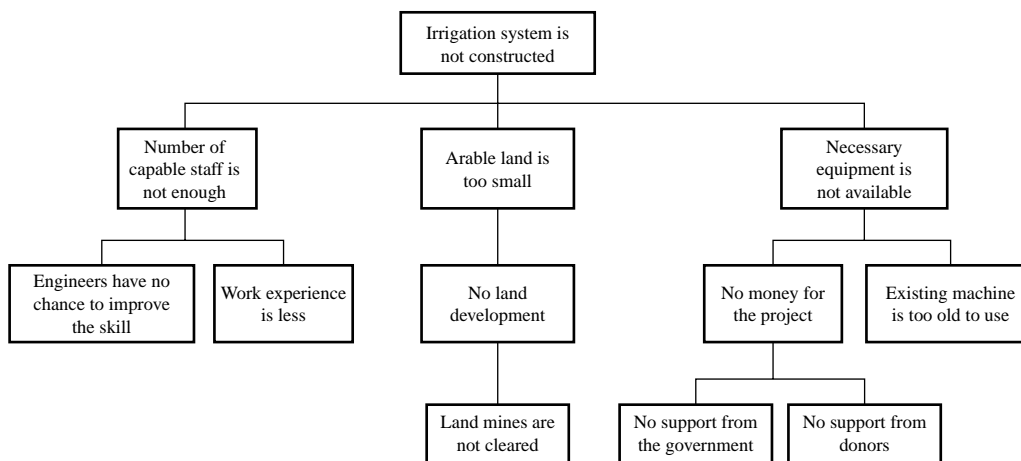 Irrigation system is
not constructed
Number of
capable staff is
not enough
Arable land is
too small
Necessary
equipment is
not available
Engineers have no
chance to improve
the skill
Work experience
is less
No land
development
No money for
the project
Existing machine
is too old to use
Land mines are
not cleared
No support from
the government
No support from
donors